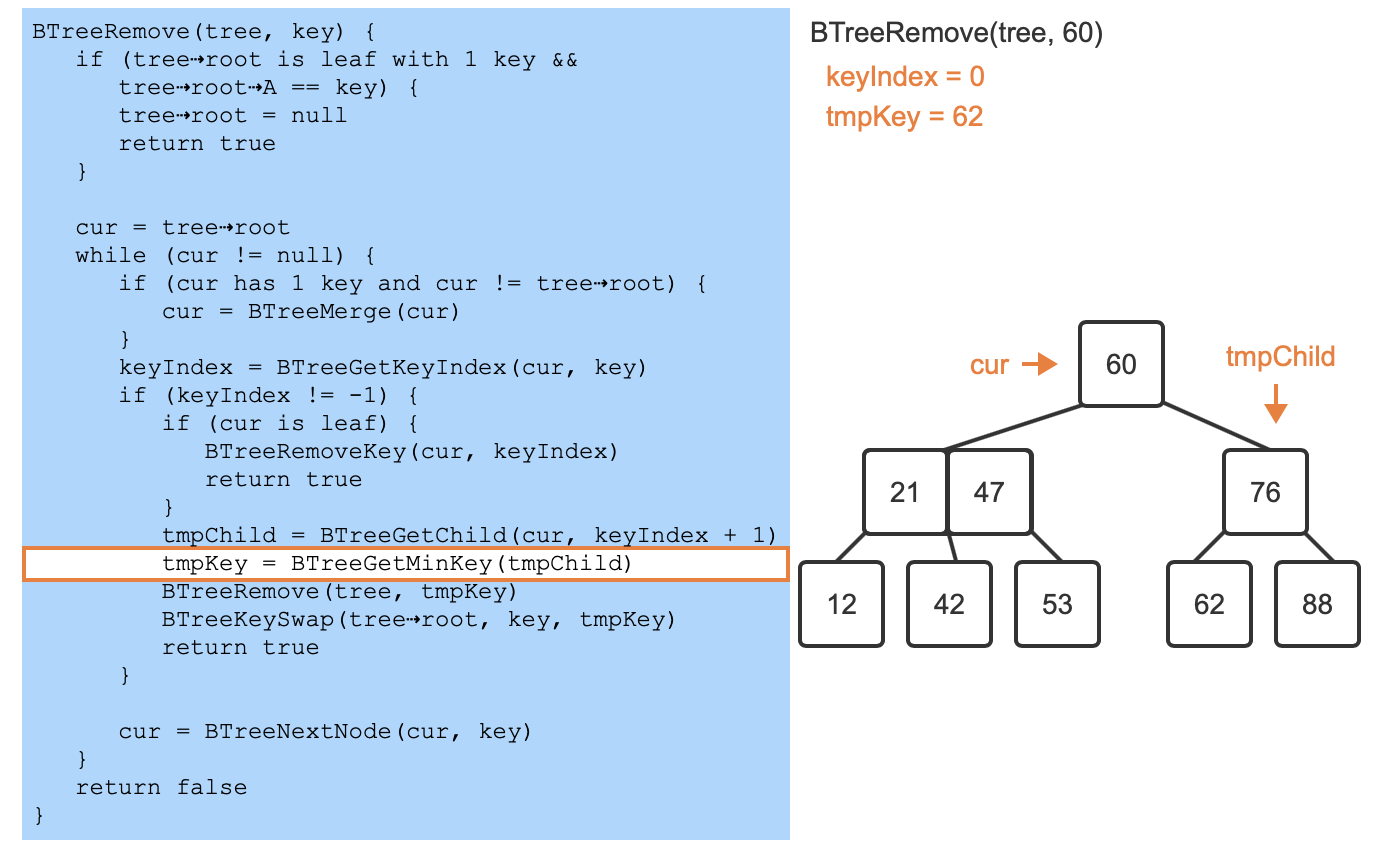 BTreeRemove(tree, key) {
   if (tree⇢root is leaf with 1 key &&
      tree⇢root⇢A == key) {
      tree⇢root = null
      return true
   }

   cur = tree⇢root
   while (cur != null) {
      if (cur has 1 key and cur != tree⇢root) {
         cur = BTreeMerge(cur)
      }
      keyIndex = BTreeGetKeyIndex(cur, key)
      if (keyIndex != -1) {
         if (cur is leaf) {
            BTreeRemoveKey(cur, keyIndex)
            return true
         }
         tmpChild = BTreeGetChild(cur, keyIndex + 1)
         tmpKey = BTreeGetMinKey(tmpChild)
         BTreeRemove(tree, tmpKey)
         BTreeKeySwap(tree⇢root, key, tmpKey)
         return true
      }

      cur = BTreeNextNode(cur, key)
   }
   return false
}
BTreeRemove(tree, 60)
keyIndex = 0
tmpKey = 62
cur
60
tmpChild
21 47
76
12 42 53 62 88